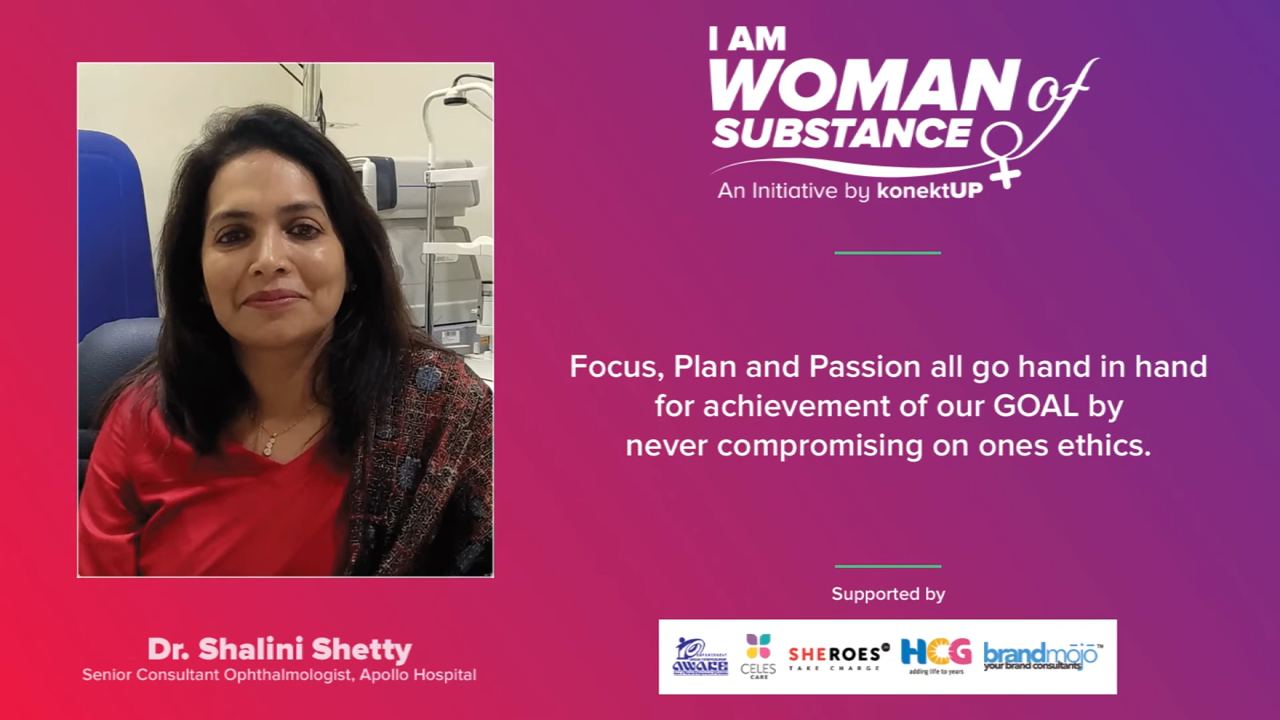 I AM
WOMAN of
SUBSTANCE
An Initiative by konektUP
Focus, Plan and Passion all go hand in hand
for achievement of our GOAL by
never compromising on ones ethics.
Dr. Shalini Shetty
Senior Consultant Ophthalmologist, Apollo Hospital
Supported by
AWAKE
CELES
CARE
SHEROES
TAKE CHARGE
HCG
adding life to years
brandmojo™
your brand consultants